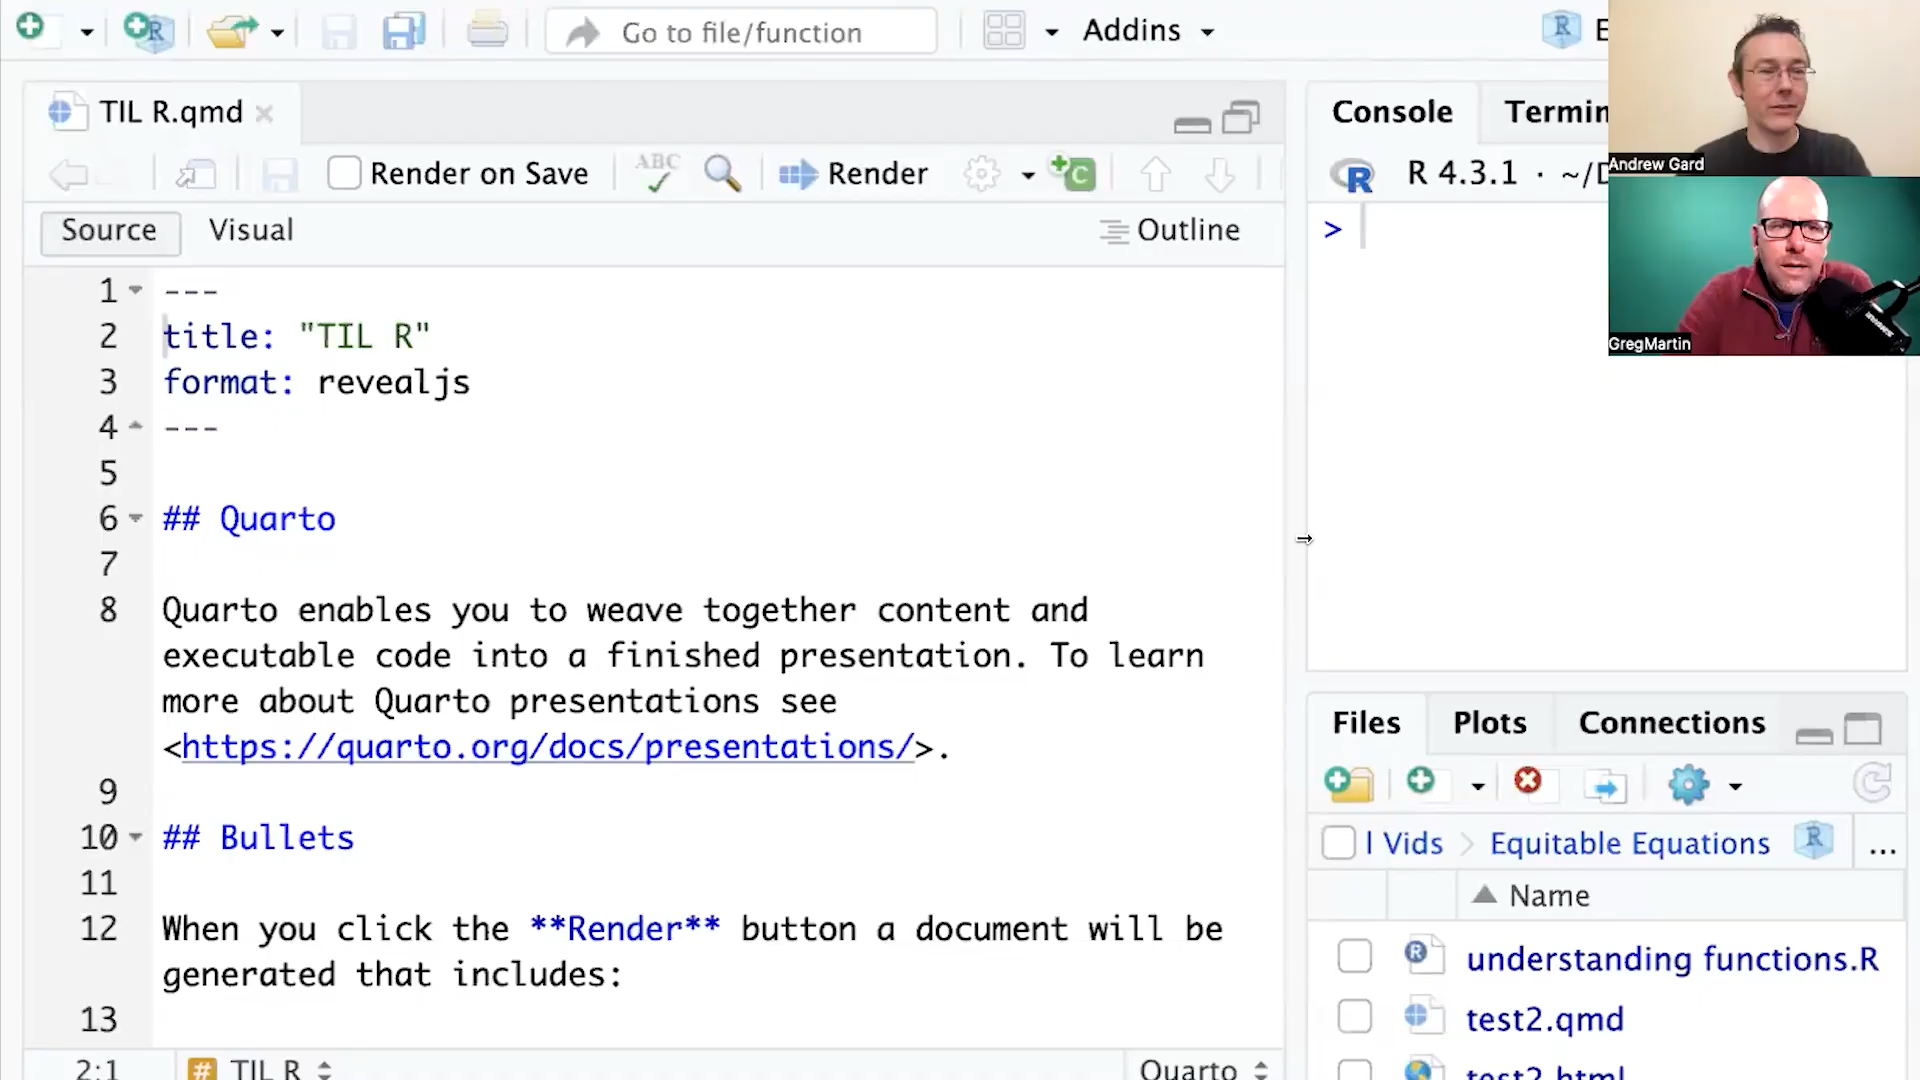 Go to file/function
Addins
TIL R.qmd
Render on Save
ABC
Render
Source
Visual
Outline
1
---
2
title: "TIL R"
3
format: revealjs
4
---
5
6
## Quarto
7
8
Quarto enables you to weave together content and
executable code into a finished presentation. To learn
more about Quarto presentations see
<https://quarto.org/docs/presentations/>.
9
10
## Bullets
11
12
When you click the **Render** button a document will be
generated that includes:
13
2:1
TIL R
Quarto
Console
R 4.3.1 · ~/D
>
Andrew Gard
GregMartin
Files
Plots
Connections
l Vids
Equitable Equations
...
Name
understanding functions.R
test2.qmd
test2.html